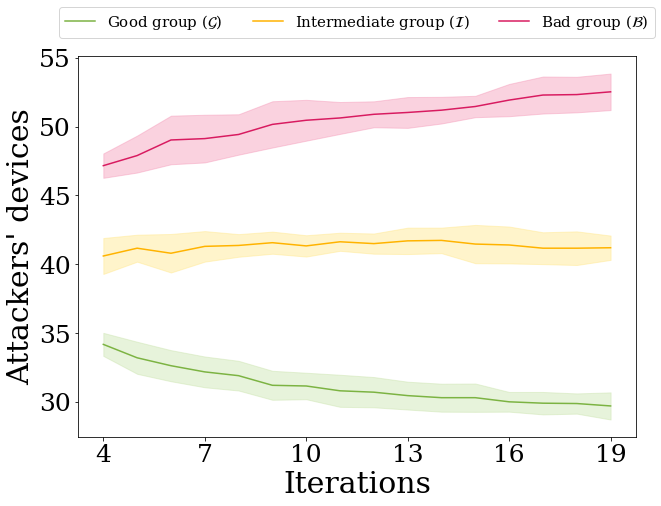 Good group (𝒢) Intermediate group (ℐ) Bad group (ℬ)
55
50
45
40
35
30
Attackers' devices
4 7 10 13 16 19
Iterations